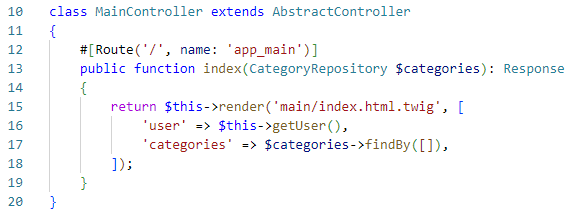 10 class MainController extends AbstractController
11 {
12     #[Route('/', name: 'app_main')]
13     public function index(CategoryRepository $categories): Response
14     {
15         return $this->render('main/index.html.twig', [
16             'user' => $this->getUser(),
17             'categories' => $categories->findBy([]),
18         ]);
19     }
20 }